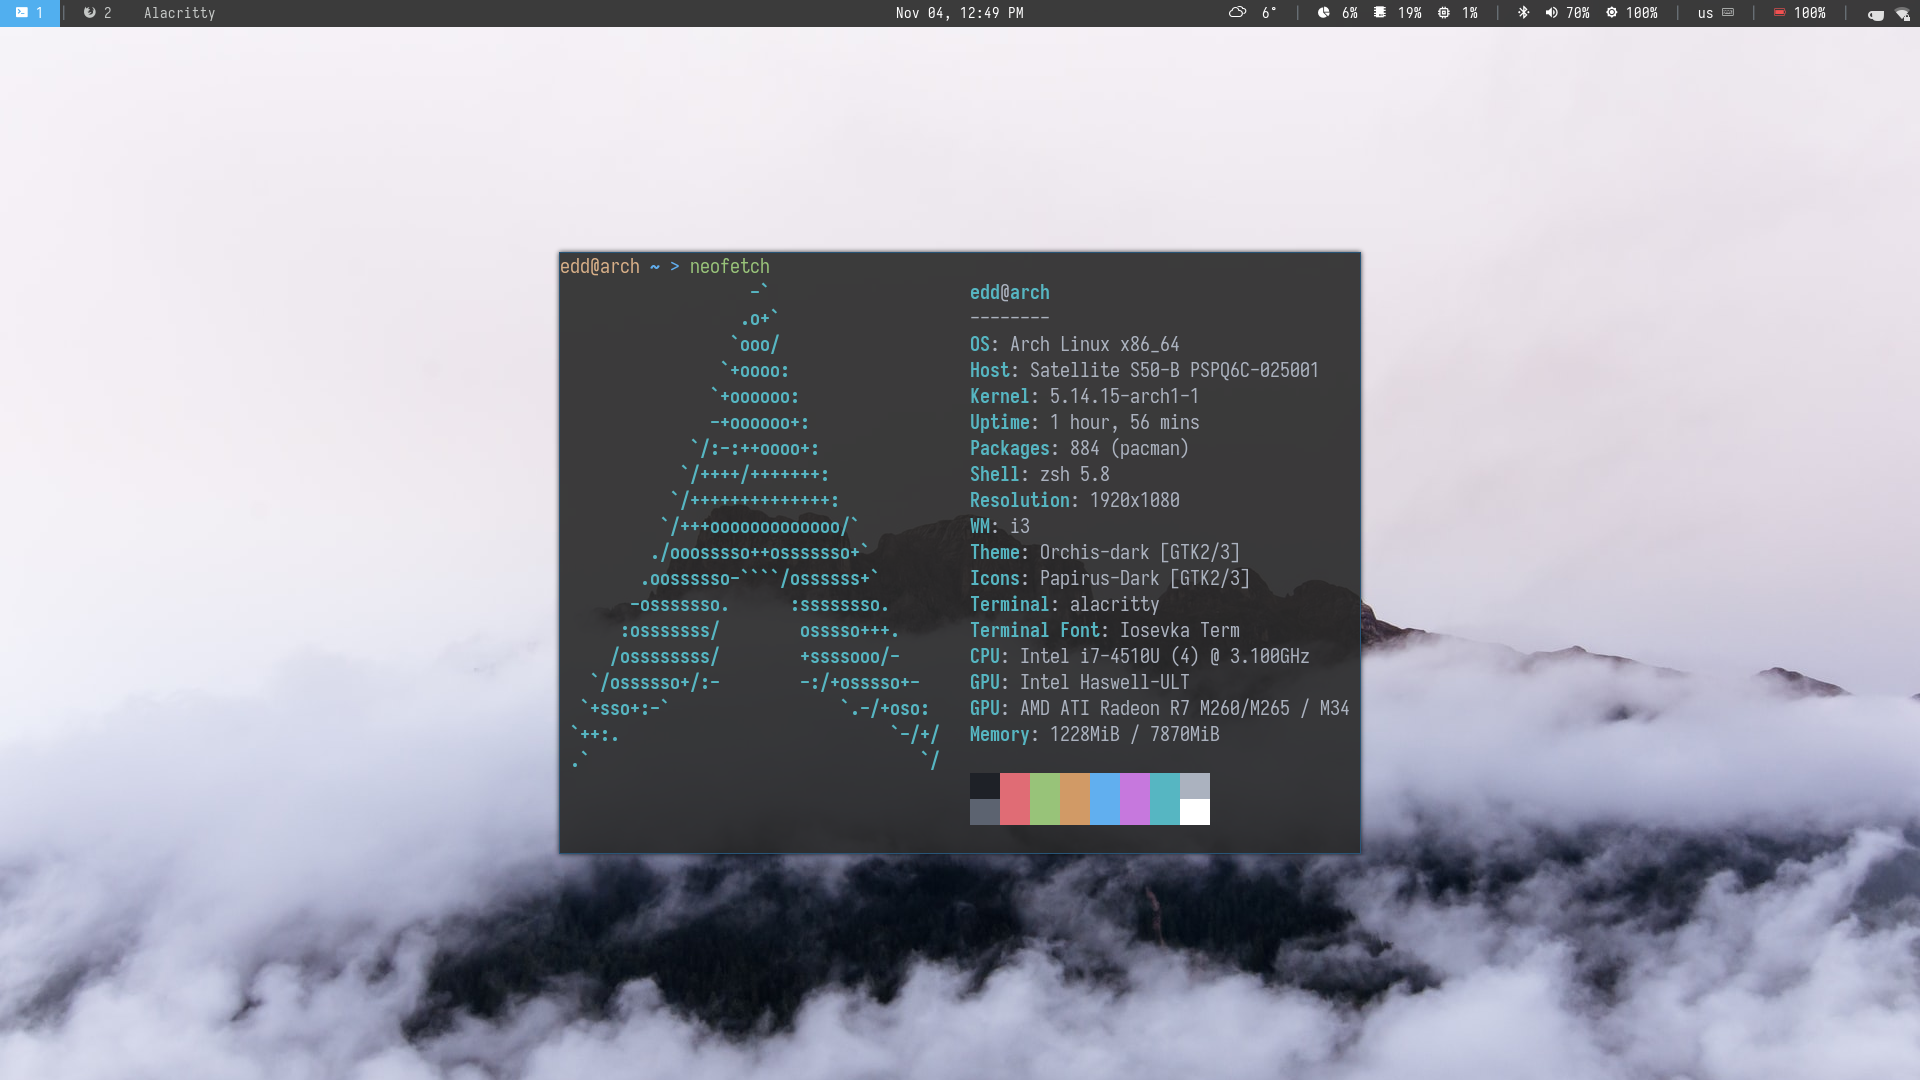 1 | 2 Alacritty Nov 04, 12:49 PM 6° | 6% 19% 1% | 70% 100% | us | 100% |
edd@arch ~ > neofetch
                   -`
                  .o+`
                 `ooo/
                `+oooo:
               `+oooooo:
               -+oooooo+:
             `/:-:++oooo+:
            `/++++/+++++++:
           `/++++++++++++++:
          `/+++ooooooooooooo/`
         ./ooosssso++osssssso+`
        .oossssso-````/ossssss+`
       -osssssso.      :ssssssso.
      :osssssss/        osssso+++.
     /ossssssss/        +ssssooo/-
   `/ossssso+/:-        -:/+osssso+-
  `+sso+:-`                 `.-/+oso:
 `++:.                           `-/+/
 .`                                 `/
edd@arch
--------
OS: Arch Linux x86_64
Host: Satellite S50-B PSPQ6C-025001
Kernel: 5.14.15-arch1-1
Uptime: 1 hour, 56 mins
Packages: 884 (pacman)
Shell: zsh 5.8
Resolution: 1920x1080
WM: i3
Theme: Orchis-dark [GTK2/3]
Icons: Papirus-Dark [GTK2/3]
Terminal: alacritty
Terminal Font: Iosevka Term
CPU: Intel i7-4510U (4) @ 3.100GHz
GPU: Intel Haswell-ULT
GPU: AMD ATI Radeon R7 M260/M265 / M34
Memory: 1228MiB / 7870MiB